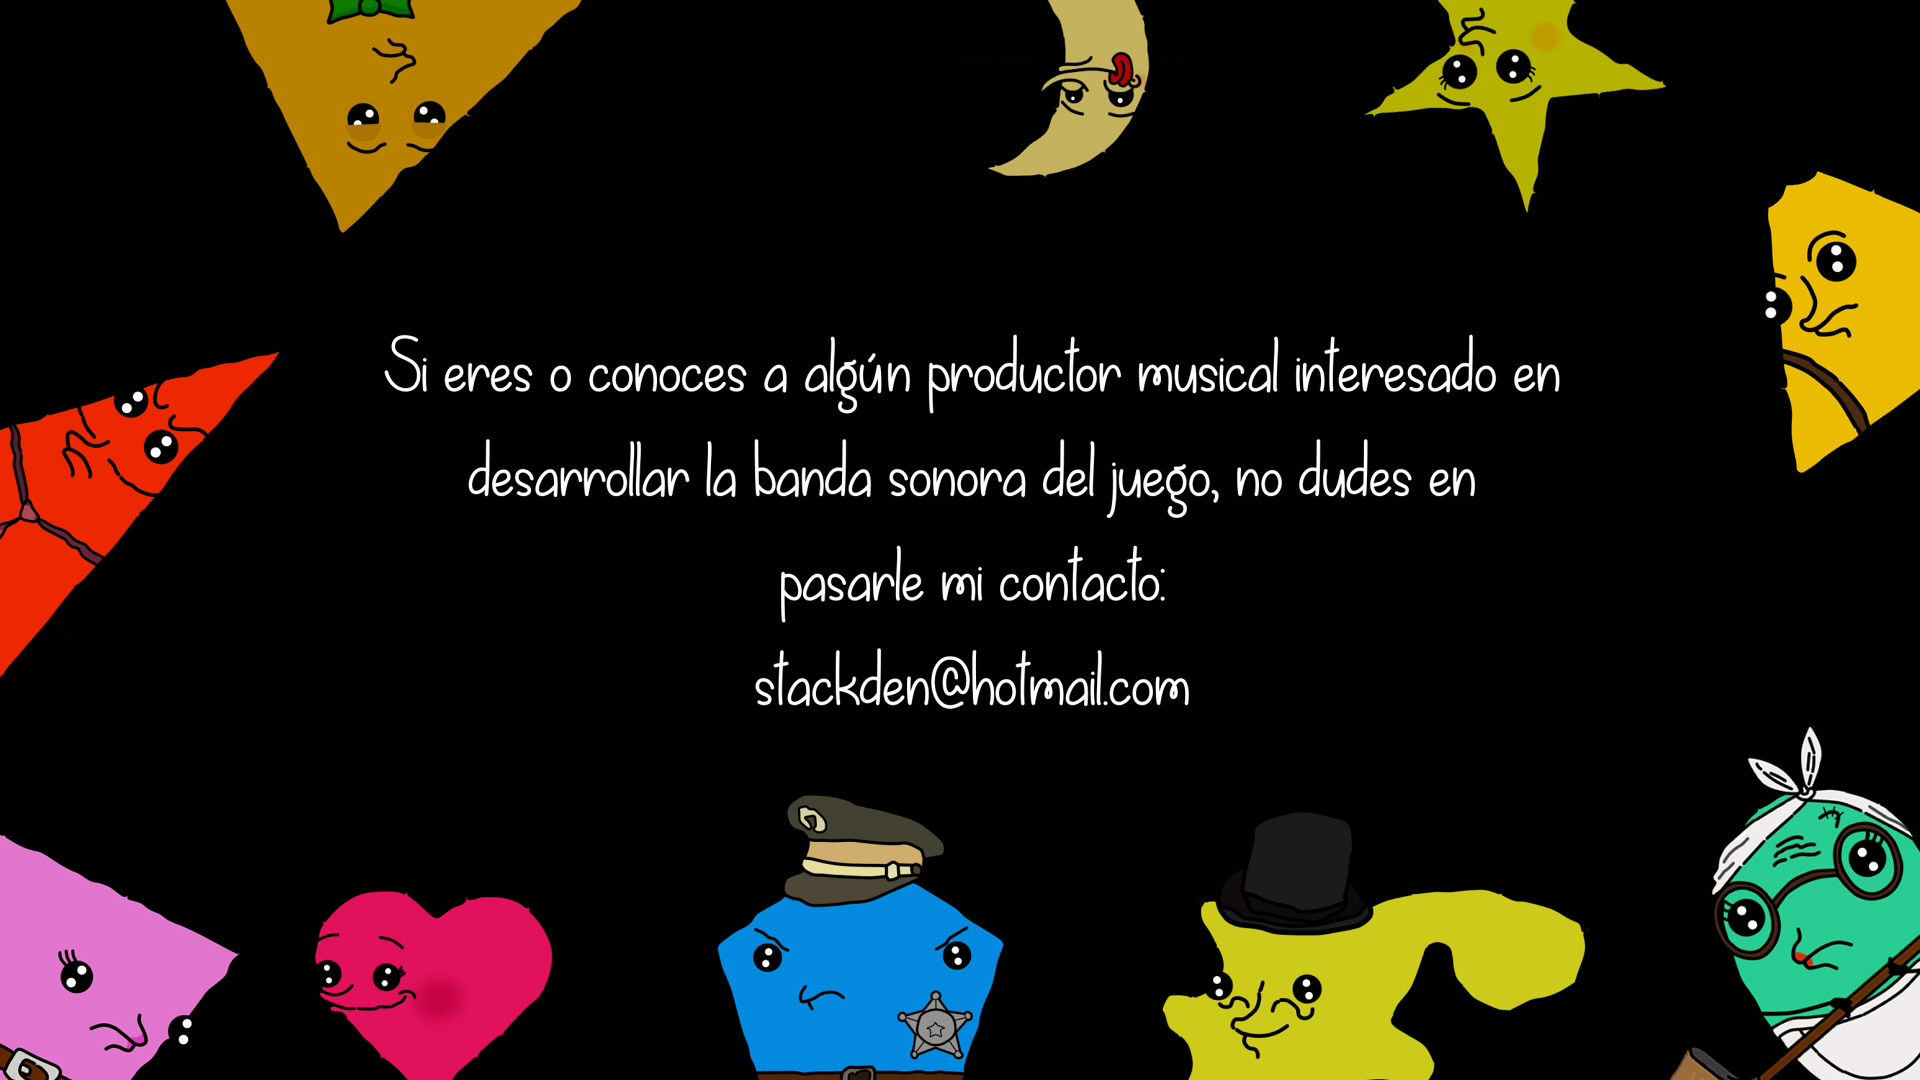 Si eres o conoces a algún productor musical interesado en
desarrollar la banda sonora del juego, no dudes en
pasarle mi contacto:
stackden@hotmail.com